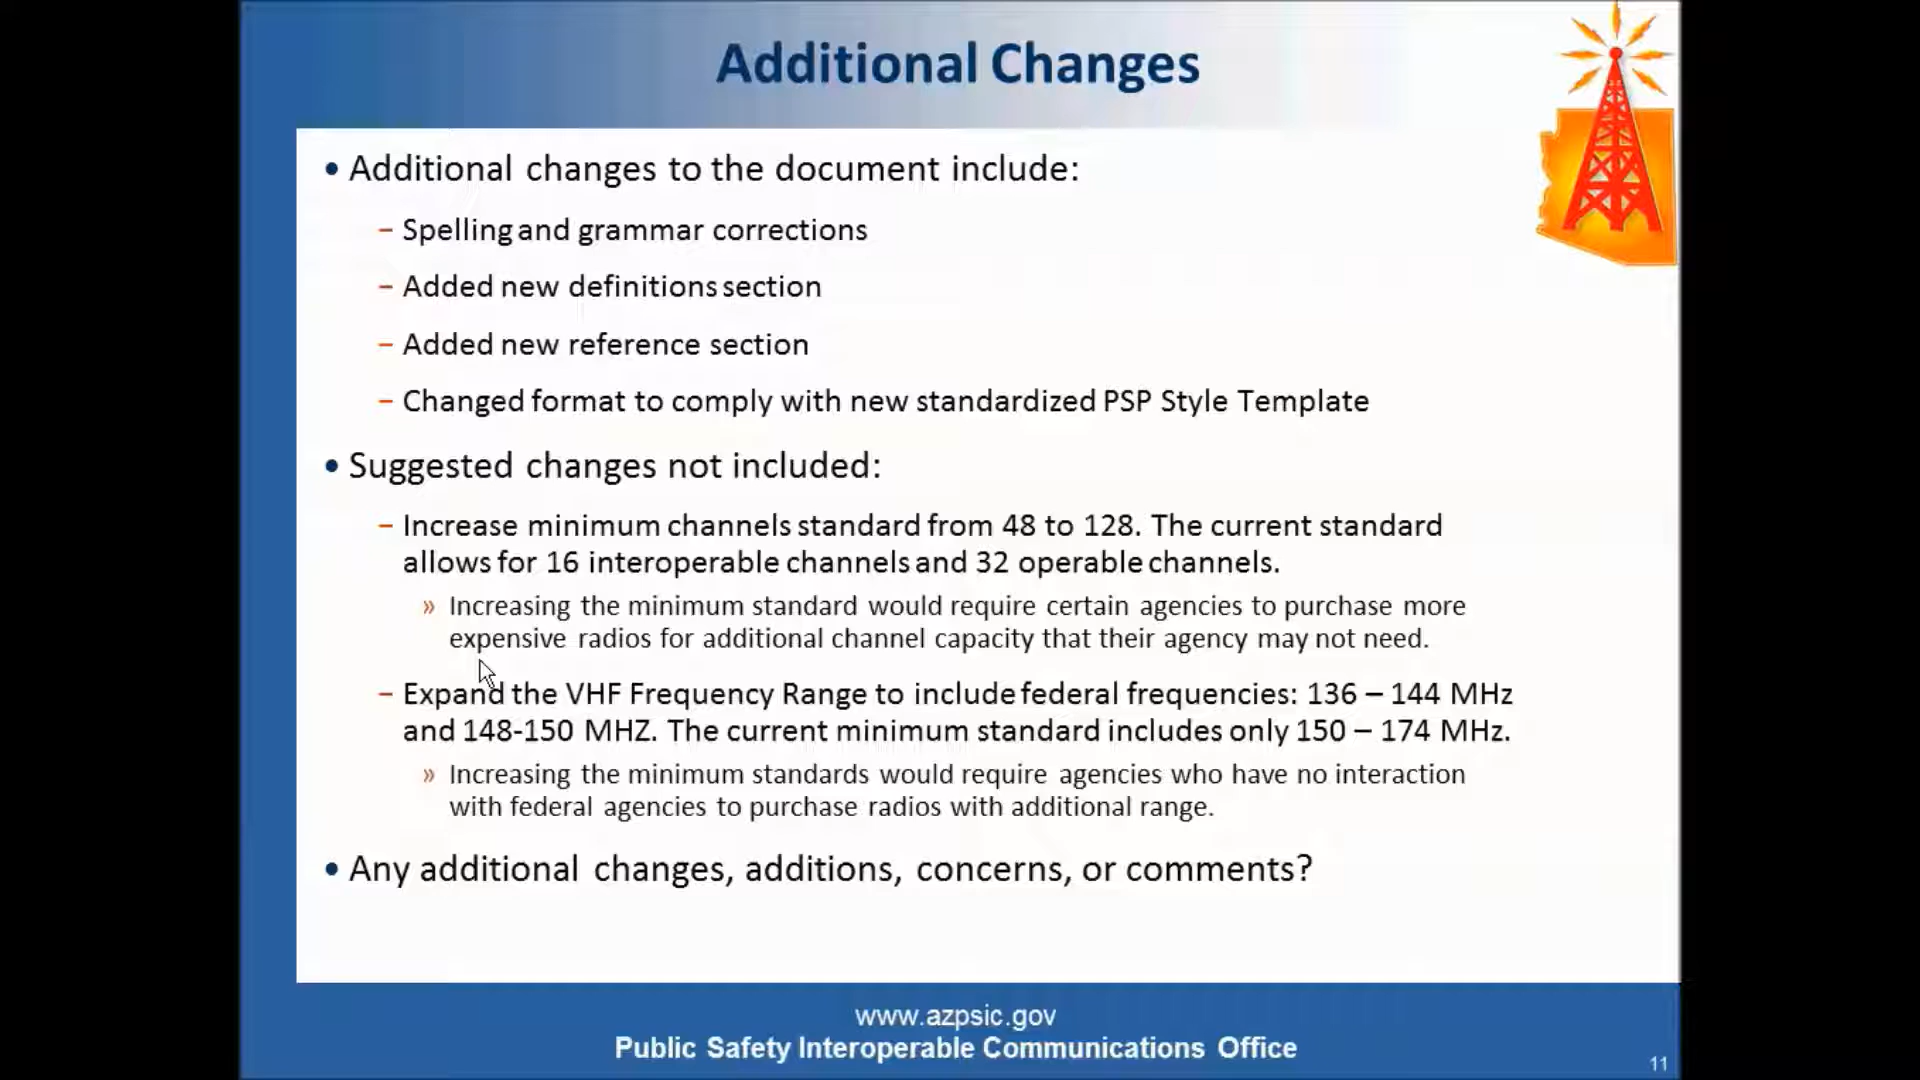 Additional Changes
• Additional changes to the document include:
– Spelling and grammar corrections
– Added new definitions section
– Added new reference section
– Changed format to comply with new standardized PSP Style Template
• Suggested changes not included:
– Increase minimum channels standard from 48 to 128. The current standard
allows for 16 interoperable channels and 32 operable channels.
» Increasing the minimum standard would require certain agencies to purchase more
expensive radios for additional channel capacity that their agency may not need.
– Expand the VHF Frequency Range to include federal frequencies: 136 – 144 MHz
and 148-150 MHZ. The current minimum standard includes only 150 – 174 MHz.
» Increasing the minimum standards would require agencies who have no interaction
with federal agencies to purchase radios with additional range.
• Any additional changes, additions, concerns, or comments?
www.azpsic.gov
Public Safety Interoperable Communications Office
11